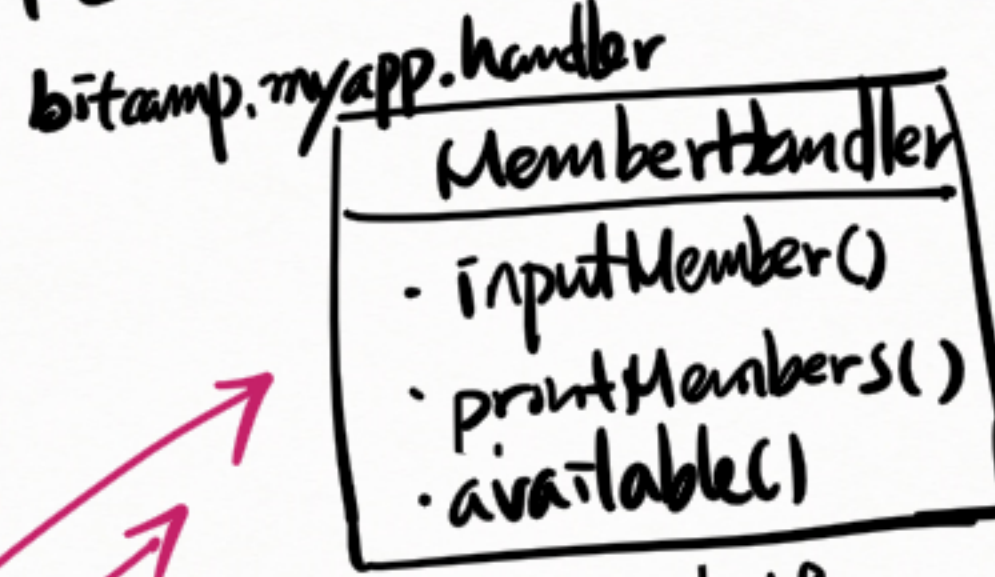 bitcamp.myapp.handler
MemberHandler
· inputMember()
· printMembers()
· available()